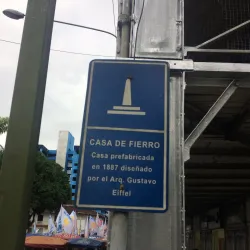 CASA DE FIERRO
Casa prefabricada
en 1887 diseñado
por el Arq. Gustavo
Eiffel